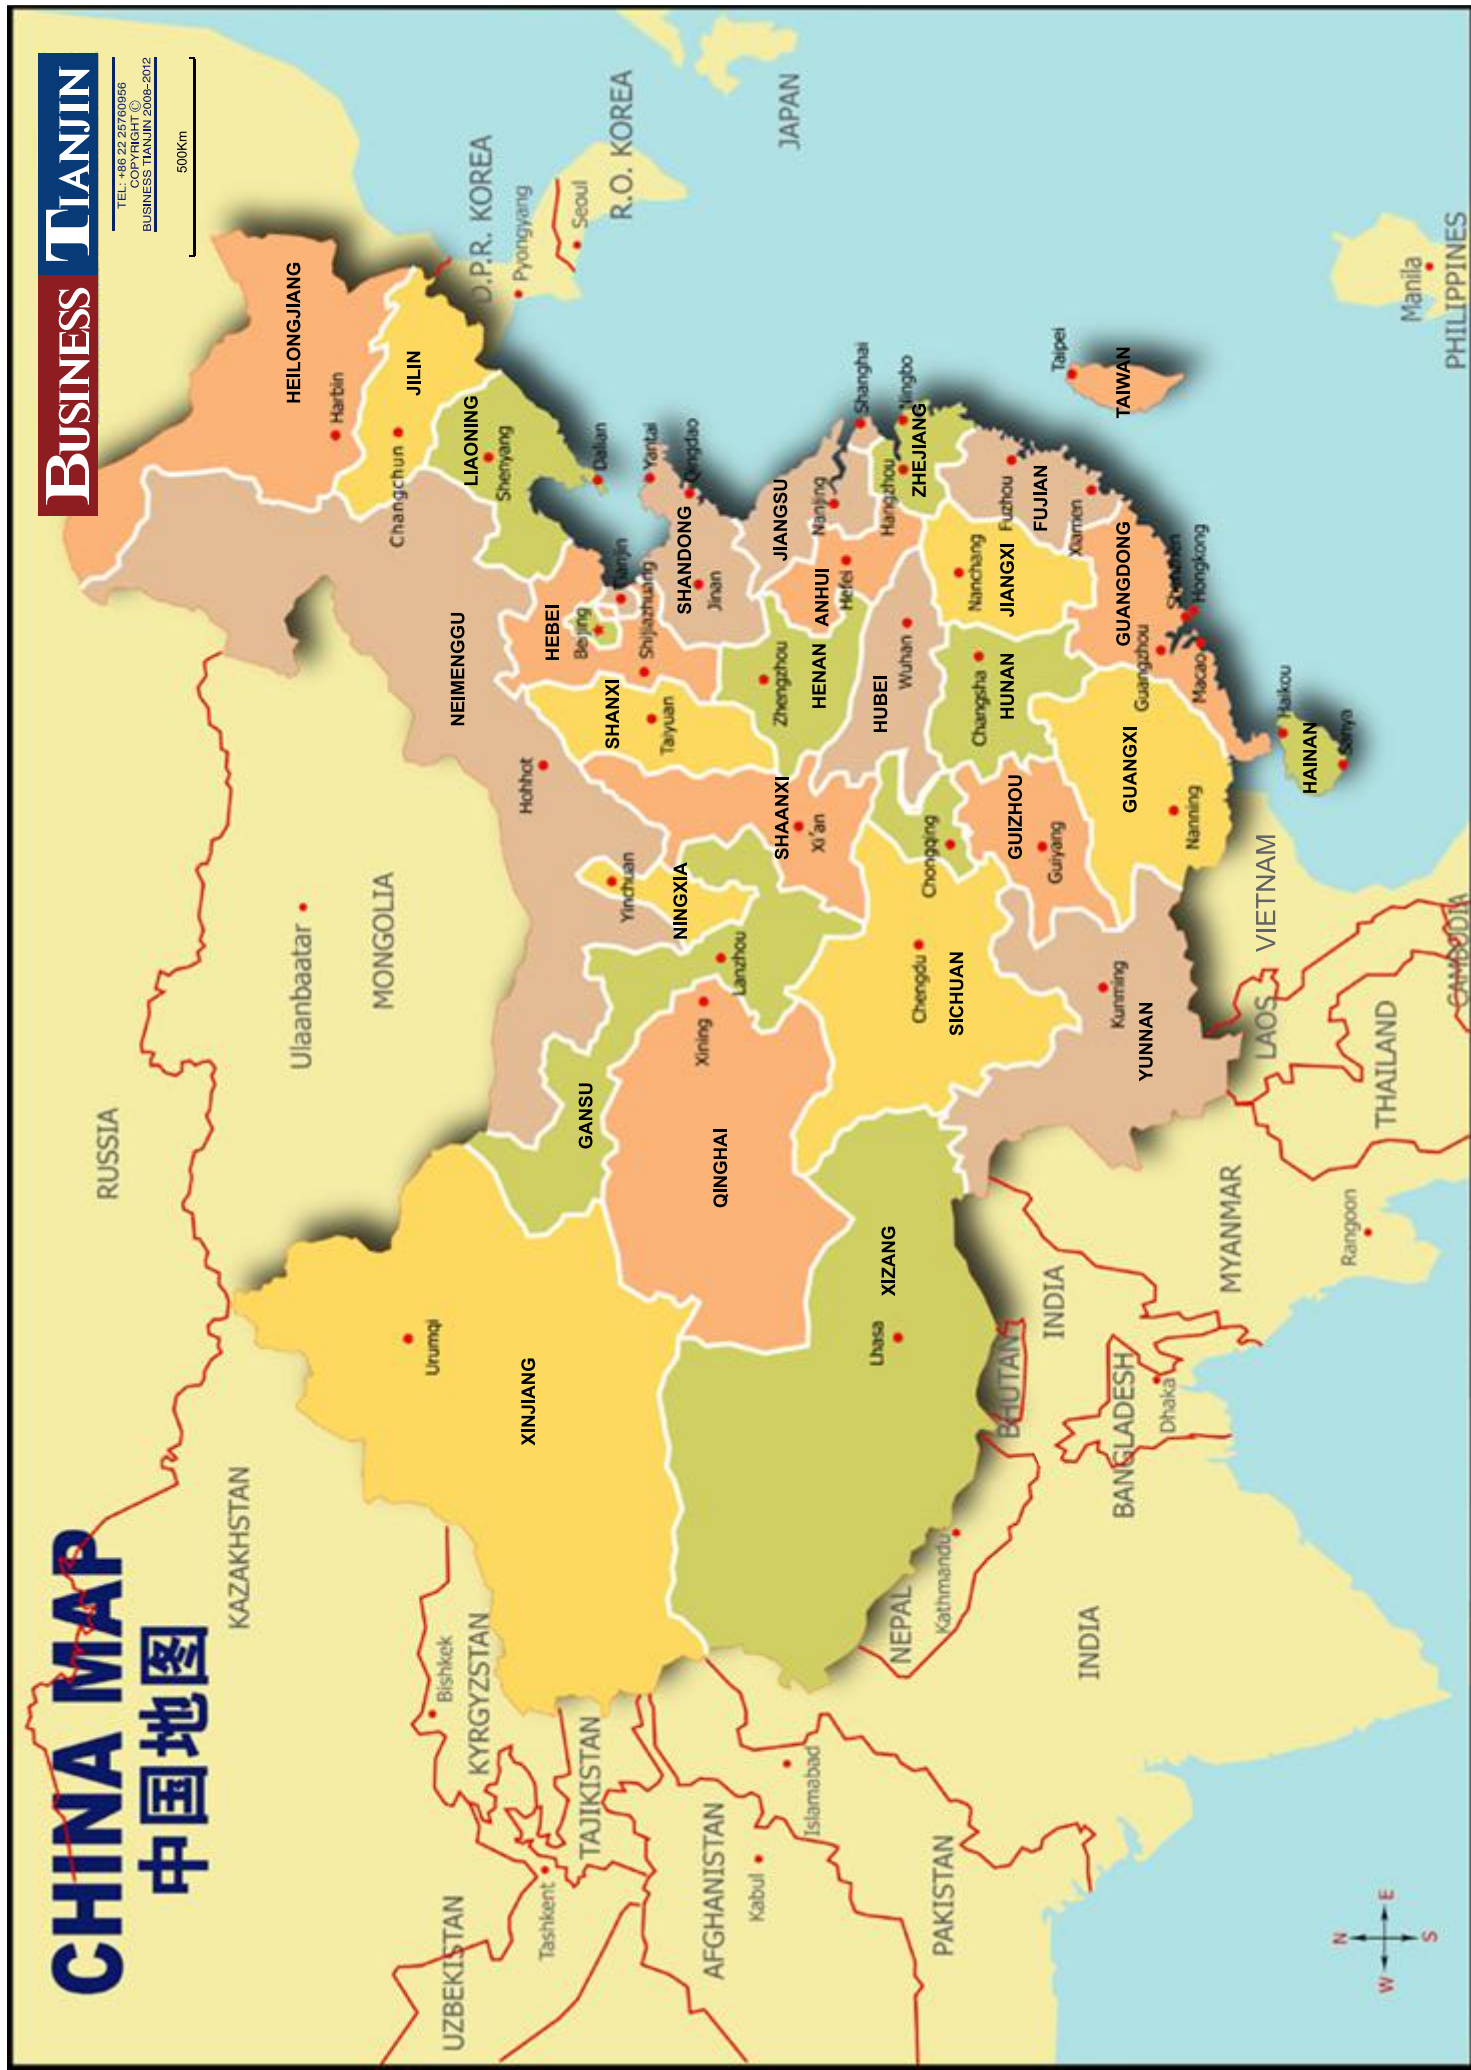 CHINA MAP
中国地图
BUSINESS TIANJIN
TEL: +86 22 25760956
COPYRIGHT ©
BUSINESS TIANJIN 2008-2012
500Km
RUSSIA
KAZAKHSTAN
Ulaanbaatar
MONGOLIA
HEILONGJIANG
Harbin
JILIN
Changchun
LIAONING
Shenyang
Dalian
D.P.R. KOREA
Pyongyang
Seoul
R.O. KOREA
JAPAN
NEIMENGGU
Hohhot
Urumqi
XINJIANG
Bishkek
KYRGYZSTAN
UZBEKISTAN
Tashkent
TAJIKISTAN
AFGHANISTAN
Kabul
Islamabad
PAKISTAN
GANSU
Lanzhou
Yinchuan
NINGXIA
QINGHAI
Xining
HEBEI
Beijing
Tianjin
Shijiazhuang
SHANXI
Taiyuan
SHANDONG
Jinan
Yantai
Qingdao
SHAANXI
Xi'an
HENAN
Zhengzhou
JIANGSU
Nanjing
ANHUI
Hefei
Shanghai
Hangzhou
Ningbo
ZHEJIANG
HUBEI
Wuhan
Chongqing
Chengdu
SICHUAN
XIZANG
Lhasa
NEPAL
Kathmandu
BHUTAN
INDIA
INDIA
BANGLADESH
Dhaka
MYANMAR
Rangoon
HUNAN
Changsha
JIANGXI
Nanchang
FUJIAN
Fuzhou
Xiamen
GUIZHOU
Guiyang
YUNNAN
Kunming
GUANGXI
Nanning
GUANGDONG
Guangzhou
Shenzhen
Hongkong
Macao
Taipei
TAIWAN
HAINAN
Haikou
Sanya
VIETNAM
LAOS
THAILAND
CAMBODIA
Manila
PHILIPPINES
N
W E
S